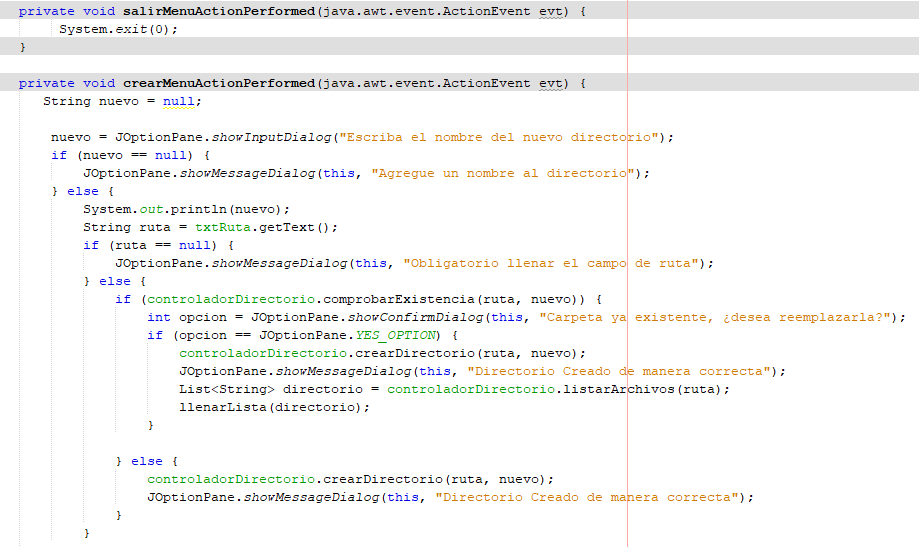 private void salirMenuActionPerformed(java.awt.event.ActionEvent evt) {
     System.exit(0);
}
private void crearMenuActionPerformed(java.awt.event.ActionEvent evt) {
   String nuevo = null;
    nuevo = JOptionPane.showInputDialog("Escriba el nombre del nuevo directorio");
    if (nuevo == null) {
        JOptionPane.showMessageDialog(this, "Agregue un nombre al directorio");
    } else {
        System.out.println(nuevo);
        String ruta = txtRuta.getText();
        if (ruta == null) {
            JOptionPane.showMessageDialog(this, "Obligatorio llenar el campo de ruta");
        } else {
            if (controladorDirectorio.comprobarExistencia(ruta, nuevo)) {
                int opcion = JOptionPane.showConfirmDialog(this, "Carpeta ya existente, ¿desea reemplazarla?");
                if (opcion == JOptionPane.YES_OPTION) {
                    controladorDirectorio.crearDirectorio(ruta, nuevo);
                    JOptionPane.showMessageDialog(this, "Directorio Creado de manera correcta");
                    List<String> directorio = controladorDirectorio.listarArchivos(ruta);
                    llenarLista(directorio);
                }
            } else {
                controladorDirectorio.crearDirectorio(ruta, nuevo);
                JOptionPane.showMessageDialog(this, "Directorio Creado de manera correcta");
            }
        }